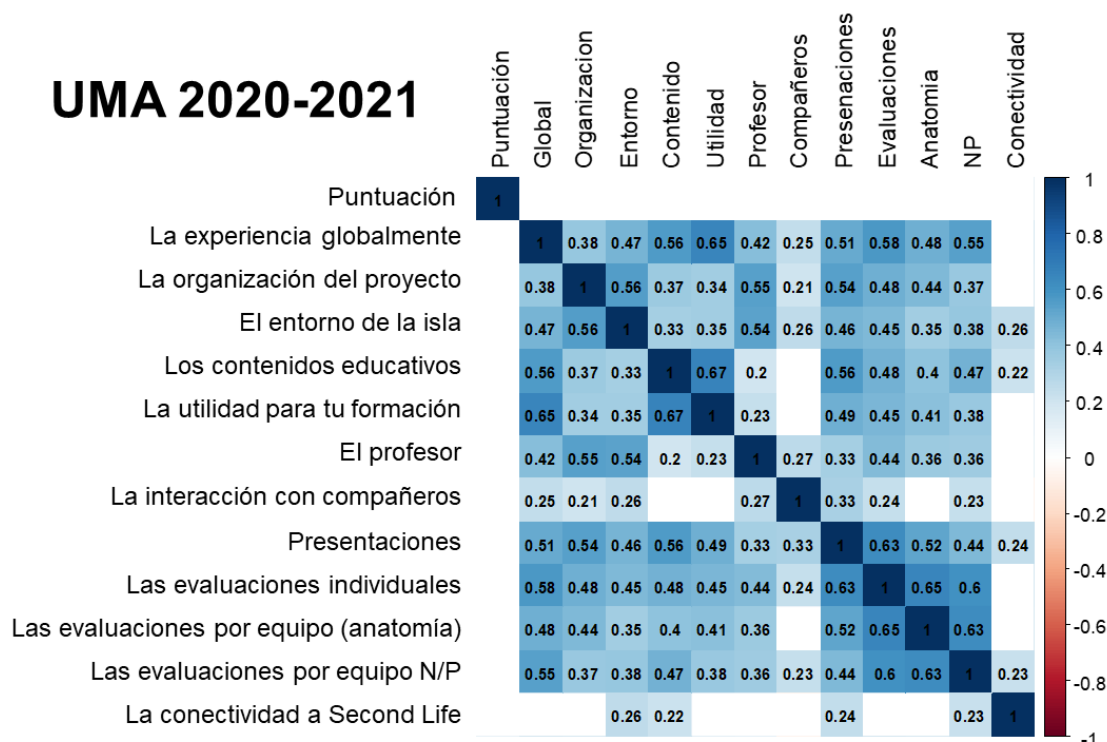 UMA 2020-2021
Puntuación
Global
Organizacion
Entorno
Contenido
Utilidad
Profesor
Compañeros
Presenaciones
Evaluaciones
Anatomia
NP
Conectividad
Puntuación 1
La experiencia globalmente 1 0.38 0.47 0.56 0.65 0.42 0.25 0.51 0.58 0.48 0.55
La organización del proyecto 0.38 1 0.56 0.37 0.34 0.55 0.21 0.54 0.48 0.44 0.37
El entorno de la isla 0.47 0.56 1 0.33 0.35 0.54 0.26 0.46 0.45 0.35 0.38 0.26
Los contenidos educativos 0.56 0.37 0.33 1 0.67 0.2 0.56 0.48 0.4 0.47 0.22
La utilidad para tu formación 0.65 0.34 0.35 0.67 1 0.23 0.49 0.45 0.41 0.38
El profesor 0.42 0.55 0.54 0.2 0.23 1 0.27 0.33 0.44 0.36 0.36
La interacción con compañeros 0.25 0.21 0.26 0.27 1 0.33 0.24 0.23
Presentaciones 0.51 0.54 0.46 0.56 0.49 0.33 0.33 1 0.63 0.52 0.44 0.24
Las evaluaciones individuales 0.58 0.48 0.45 0.48 0.45 0.44 0.24 0.63 1 0.65 0.6
Las evaluaciones por equipo (anatomía) 0.48 0.44 0.35 0.4 0.41 0.36 0.52 0.65 1 0.63
Las evaluaciones por equipo N/P 0.55 0.37 0.38 0.47 0.38 0.36 0.23 0.44 0.6 0.63 1 0.23
La conectividad a Second Life 0.26 0.22 0.24 0.23 1
1
0.8
0.6
0.4
0.2
0
-0.2
-0.4
-0.6
-0.8
-1